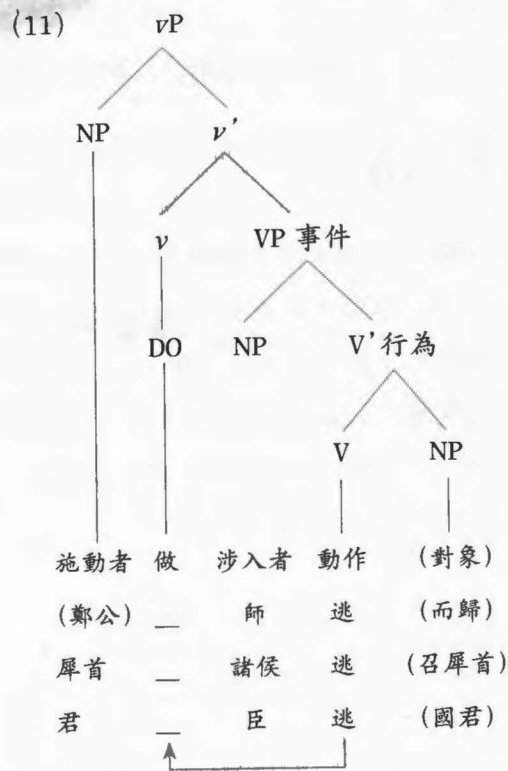 (11) vP
NP v'
v VP 事件
DO NP V'行為
V NP
施動者 做 涉入者 動作 (對象)
(鄭公) __ 師 逃 (而歸)
犀首 __ 諸侯 逃 (召犀首)
君 __ 臣 逃 (國君)